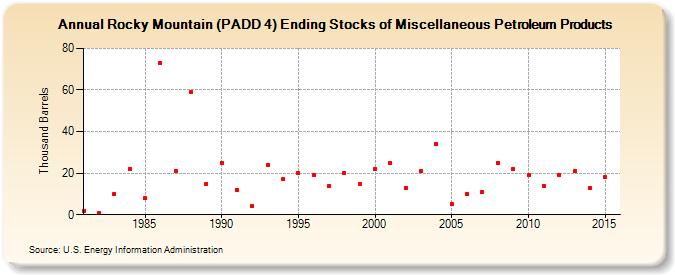 Annual Rocky Mountain (PADD 4) Ending Stocks of Miscellaneous Petroleum Products
Thousand Barrels
80
60
40
20
0
1985 1990 1995 2000 2005 2010 2015
Source: U.S. Energy Information Administration